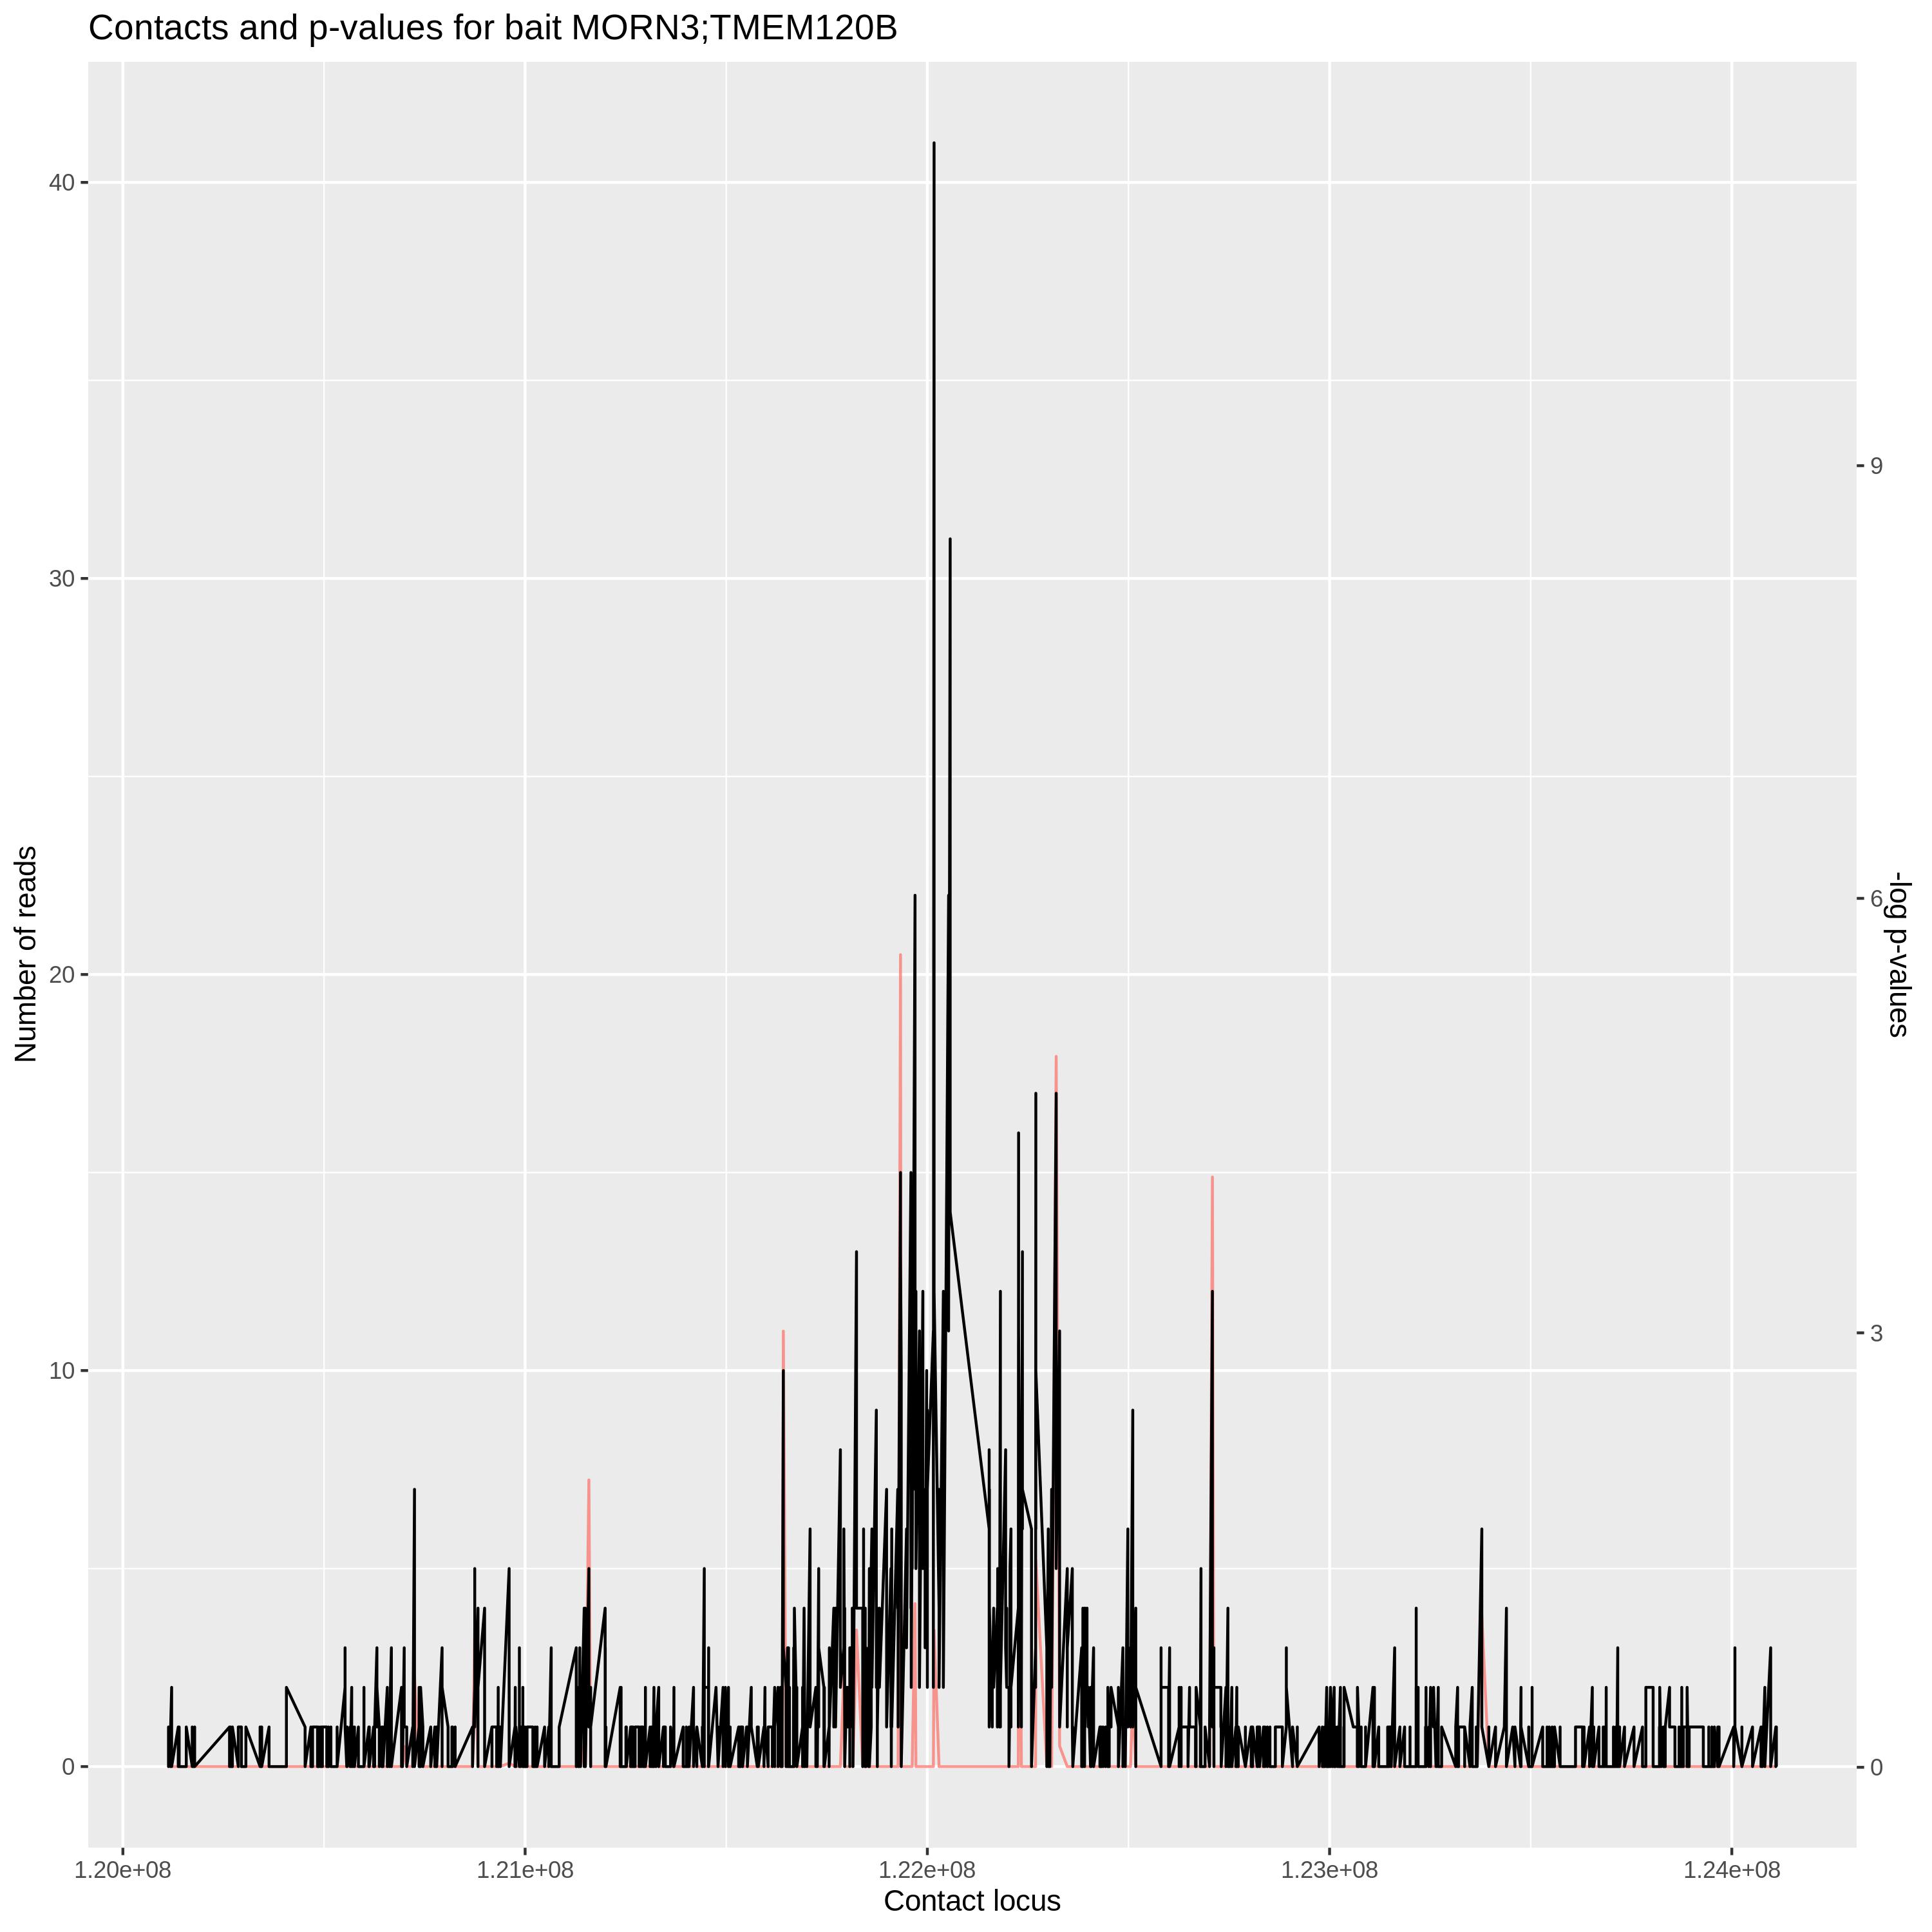 Contacts and p-values for bait MORN3;TMEM120B
40
30
20
10
0
Number of reads
9
6
3
0
-log p-values
1.20e+08
1.21e+08
1.22e+08
1.23e+08
1.24e+08
Contact locus